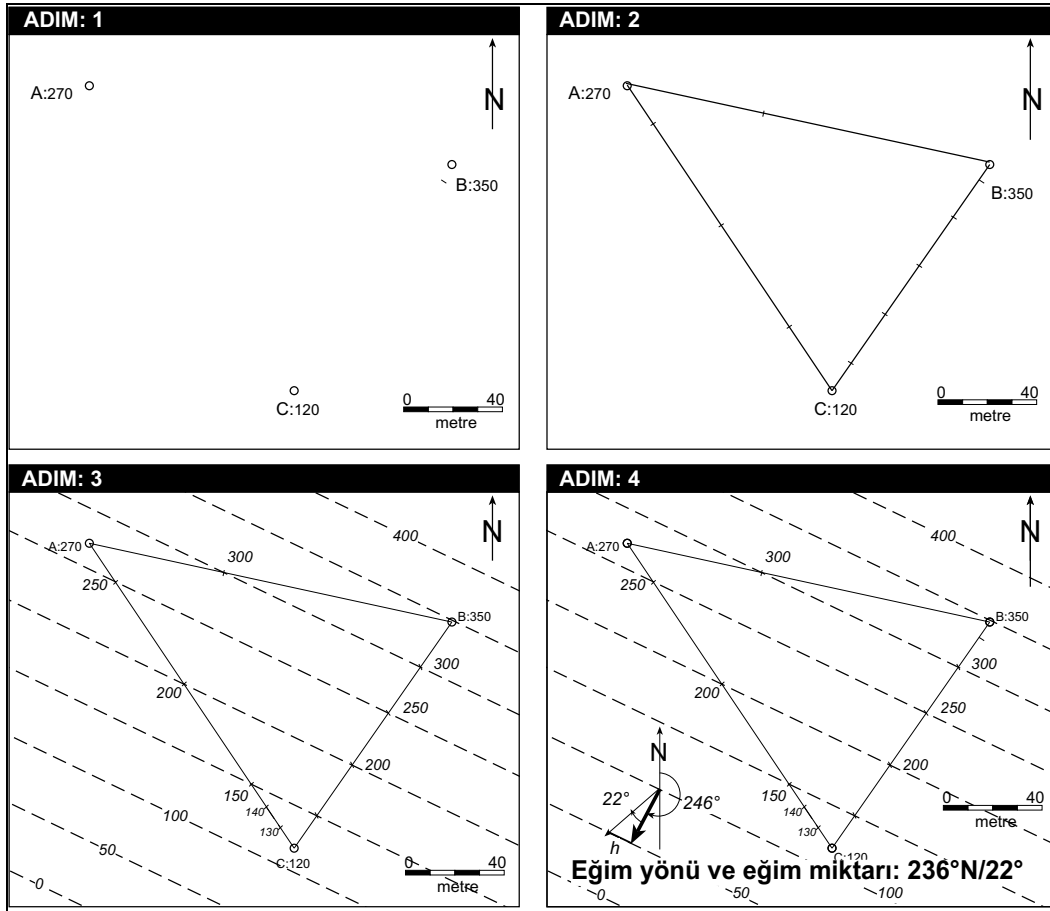 ADIM: 1
N
A:270
B:350
C:120
0 40
metre
ADIM: 2
N
A:270
B:350
C:120
0 40
metre
ADIM: 3
N
400
300
A:270
250
B:350
300
200
250
200
150
140
130
100
C:120
50
0
0 40
metre
ADIM: 4
N
400
300
A:270
250
B:350
300
200
250
200
N
150
140
130
22°
246°
h
C:120
0 40
metre
Eğim yönü ve eğim miktarı: 236°N/22°
0
50
100